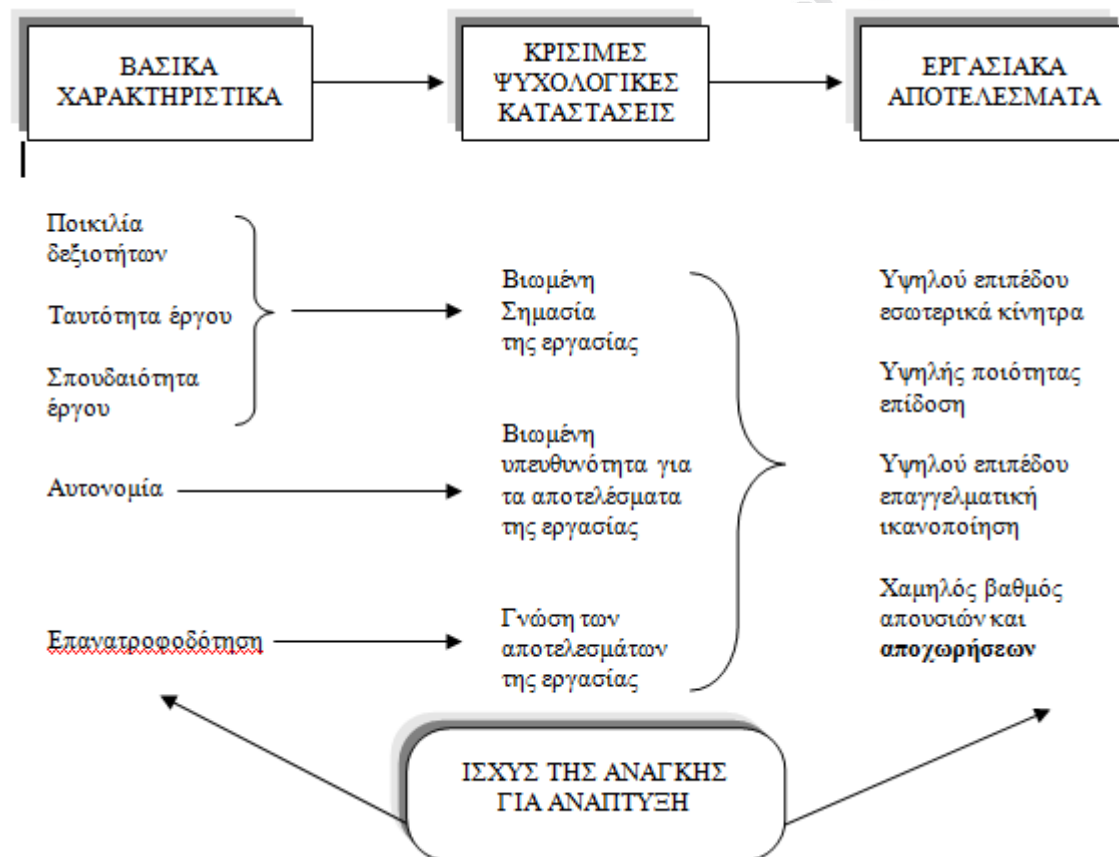 ΒΑΣΙΚΑ
ΧΑΡΑΚΤΗΡΙΣΤΙΚΑ
ΚΡΙΣΙΜΕΣ
ΨΥΧΟΛΟΓΙΚΕΣ
ΚΑΤΑΣΤΑΣΕΙΣ
ΕΡΓΑΣΙΑΚΑ
ΑΠΟΤΕΛΕΣΜΑΤΑ
Ποικιλία
δεξιοτήτων
Ταυτότητα έργου
Σπουδαιότητα
έργου
Αυτονομία
Επανατροφοδότηση
Βιωμένη
Σημασία
της εργασίας
Βιωμένη
υπευθυνότητα για
τα αποτελέσματα
της εργασίας
Γνώση των
αποτελεσμάτων
της εργασίας
Υψηλού επιπέδου
εσωτερικά κίνητρα
Υψηλής ποιότητας
επίδοση
Υψηλού επιπέδου
επαγγελματική
ικανοποίηση
Χαμηλός βαθμός
απουσιών και
αποχωρήσεων
ΙΣΧΥΣ ΤΗΣ ΑΝΑΓΚΗΣ
ΓΙΑ ΑΝΑΠΤΥΞΗ